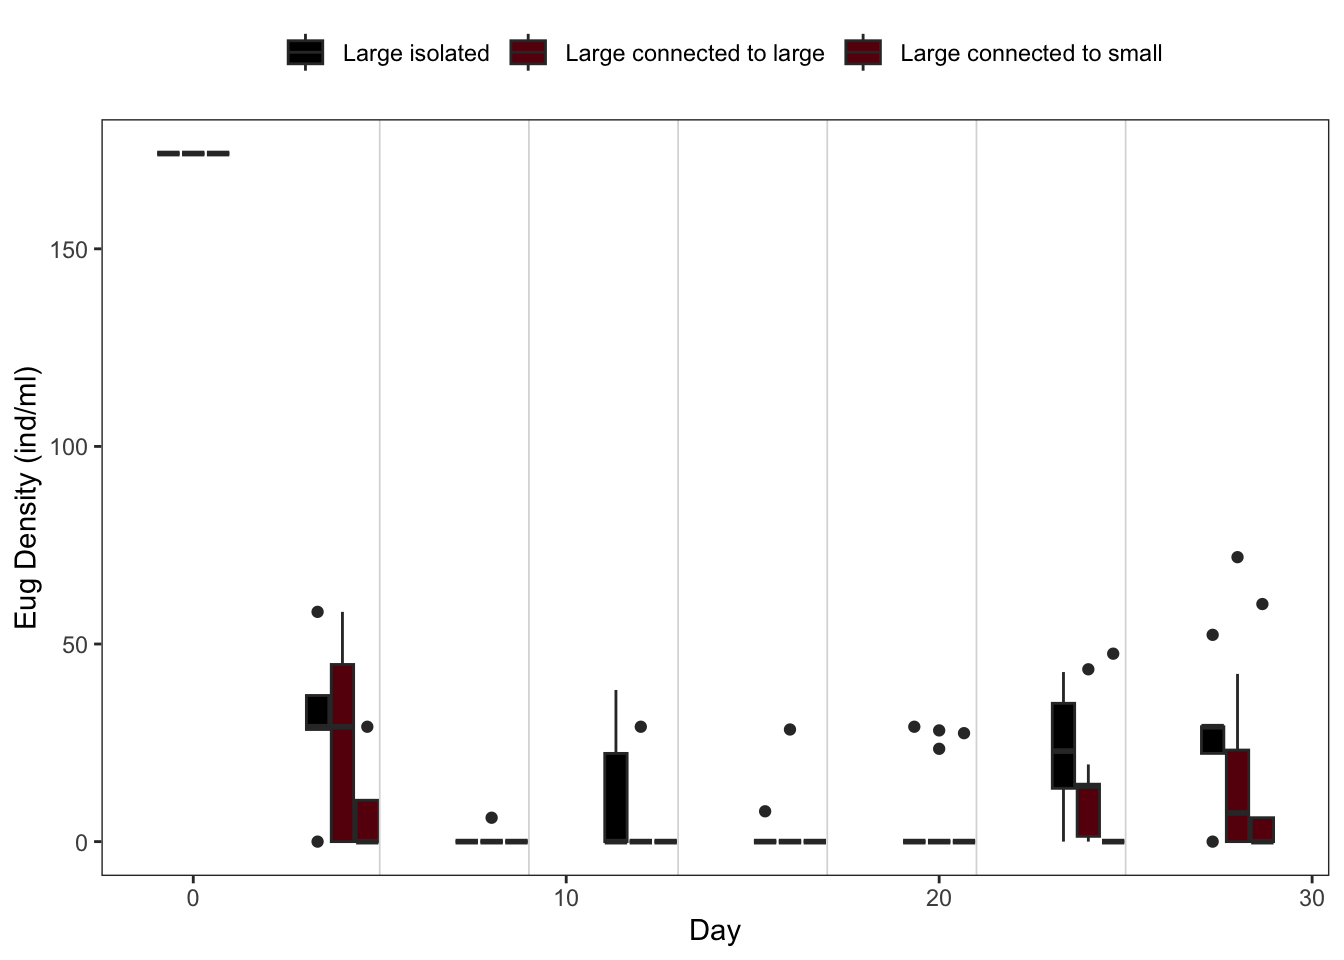 Large isolated Large connected to large Large connected to small
150
100
50
0
0 10 20 30
Eug Density (ind/ml)
Day